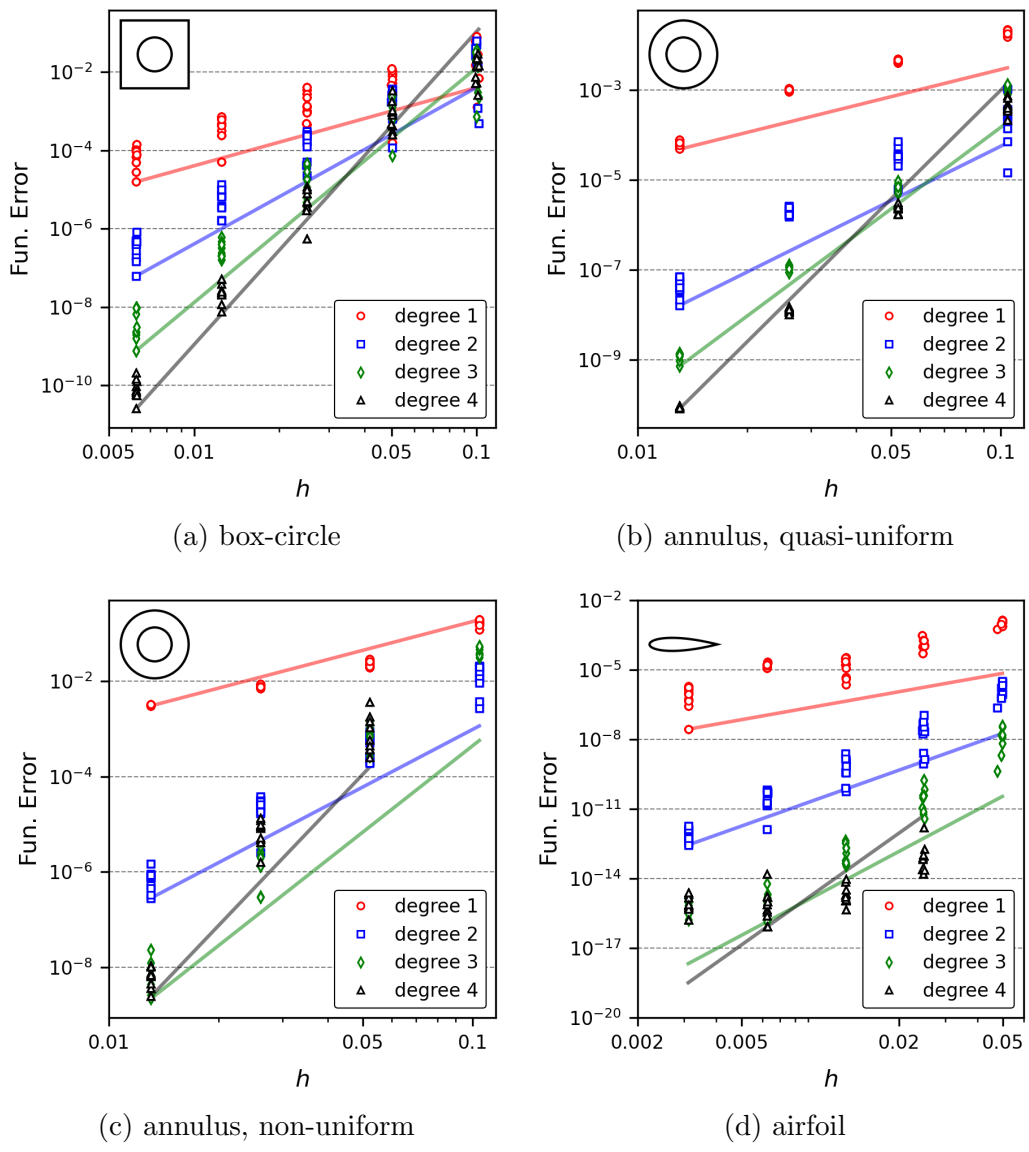 Fun. Error
10⁻²
10⁻⁴
10⁻⁶
10⁻⁸
10⁻¹⁰
degree 1
degree 2
degree 3
degree 4
0.005 0.01 0.05 0.1
h
(a) box-circle
Fun. Error
10⁻³
10⁻⁵
10⁻⁷
10⁻⁹
degree 1
degree 2
degree 3
degree 4
0.01 0.05 0.1
h
(b) annulus, quasi-uniform
Fun. Error
10⁻²
10⁻⁴
10⁻⁶
10⁻⁸
degree 1
degree 2
degree 3
degree 4
0.01 0.05 0.1
h
(c) annulus, non-uniform
Fun. Error
10⁻²
10⁻⁵
10⁻⁸
10⁻¹¹
10⁻¹⁴
10⁻¹⁷
10⁻²⁰
degree 1
degree 2
degree 3
degree 4
0.002 0.005 0.02 0.05
h
(d) airfoil